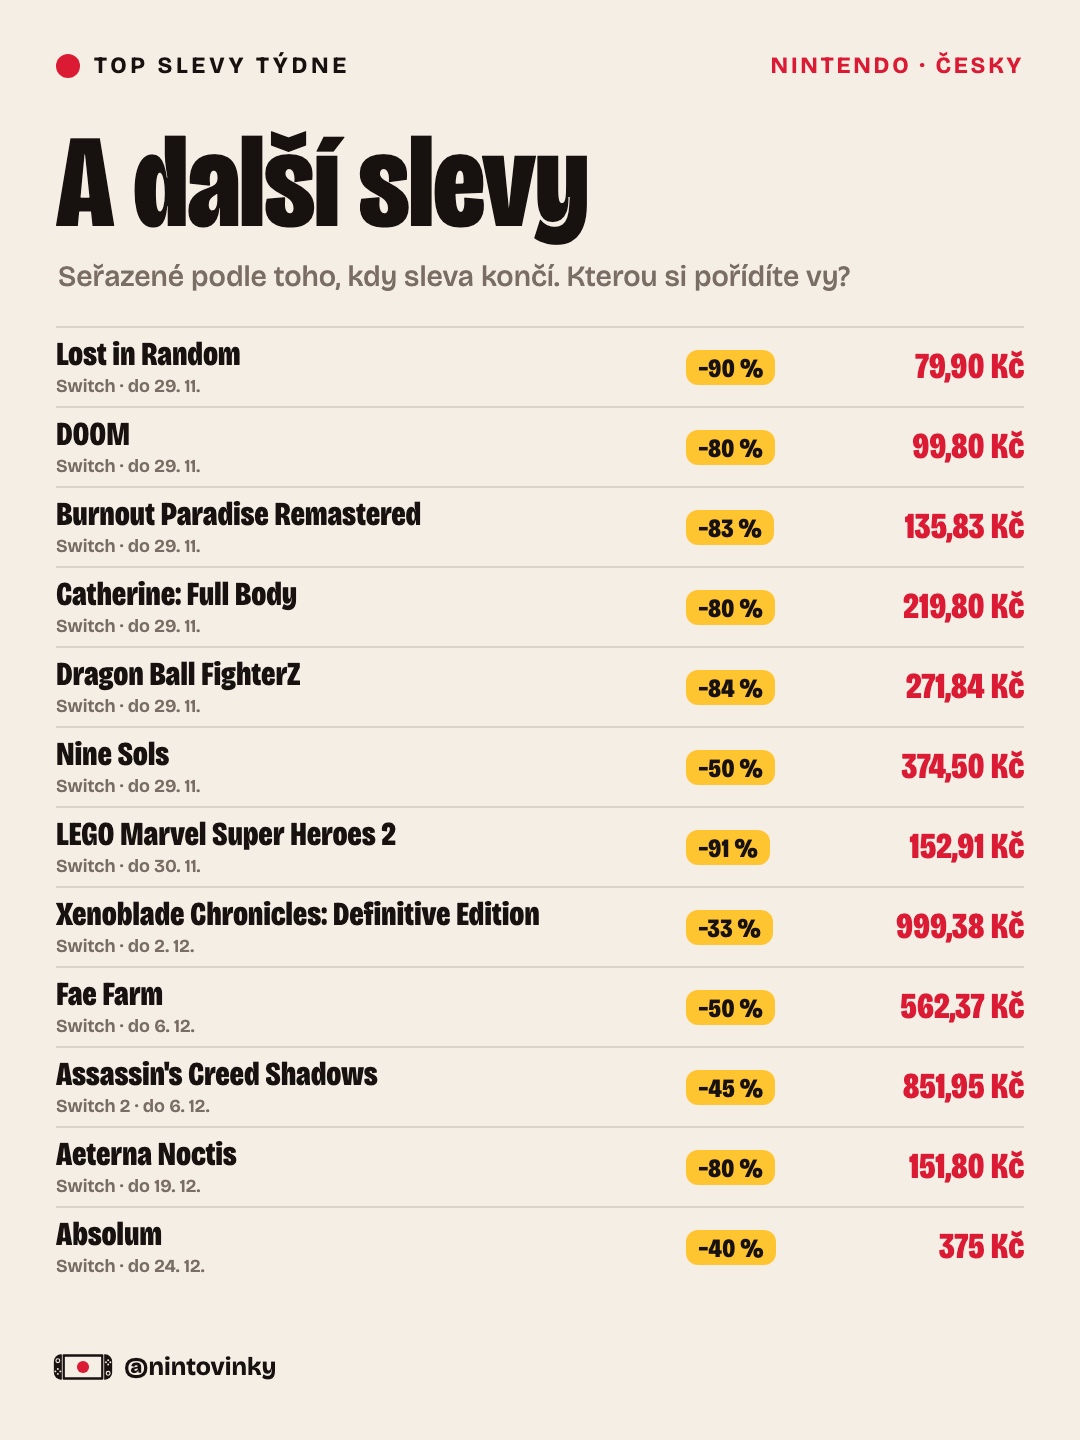 TOP SLEVY TÝDNE
NINTENDO · ČESKY
A další slevy
Seřazené podle toho, kdy sleva končí. Kterou si pořídíte vy?
Lost in Random
Switch · do 29. 11.
-90 %
79,90 Kč
DOOM
Switch · do 29. 11.
-80 %
99,80 Kč
Burnout Paradise Remastered
Switch · do 29. 11.
-83 %
135,83 Kč
Catherine: Full Body
Switch · do 29. 11.
-80 %
219,80 Kč
Dragon Ball FighterZ
Switch · do 29. 11.
-84 %
271,84 Kč
Nine Sols
Switch · do 29. 11.
-50 %
374,50 Kč
LEGO Marvel Super Heroes 2
Switch · do 30. 11.
-91 %
152,91 Kč
Xenoblade Chronicles: Definitive Edition
Switch · do 2. 12.
-33 %
999,38 Kč
Fae Farm
Switch · do 6. 12.
-50 %
562,37 Kč
Assassin's Creed Shadows
Switch 2 · do 6. 12.
-45 %
851,95 Kč
Aeterna Noctis
Switch · do 19. 12.
-80 %
151,80 Kč
Absolum
Switch · do 24. 12.
-40 %
375 Kč
@nintovinky